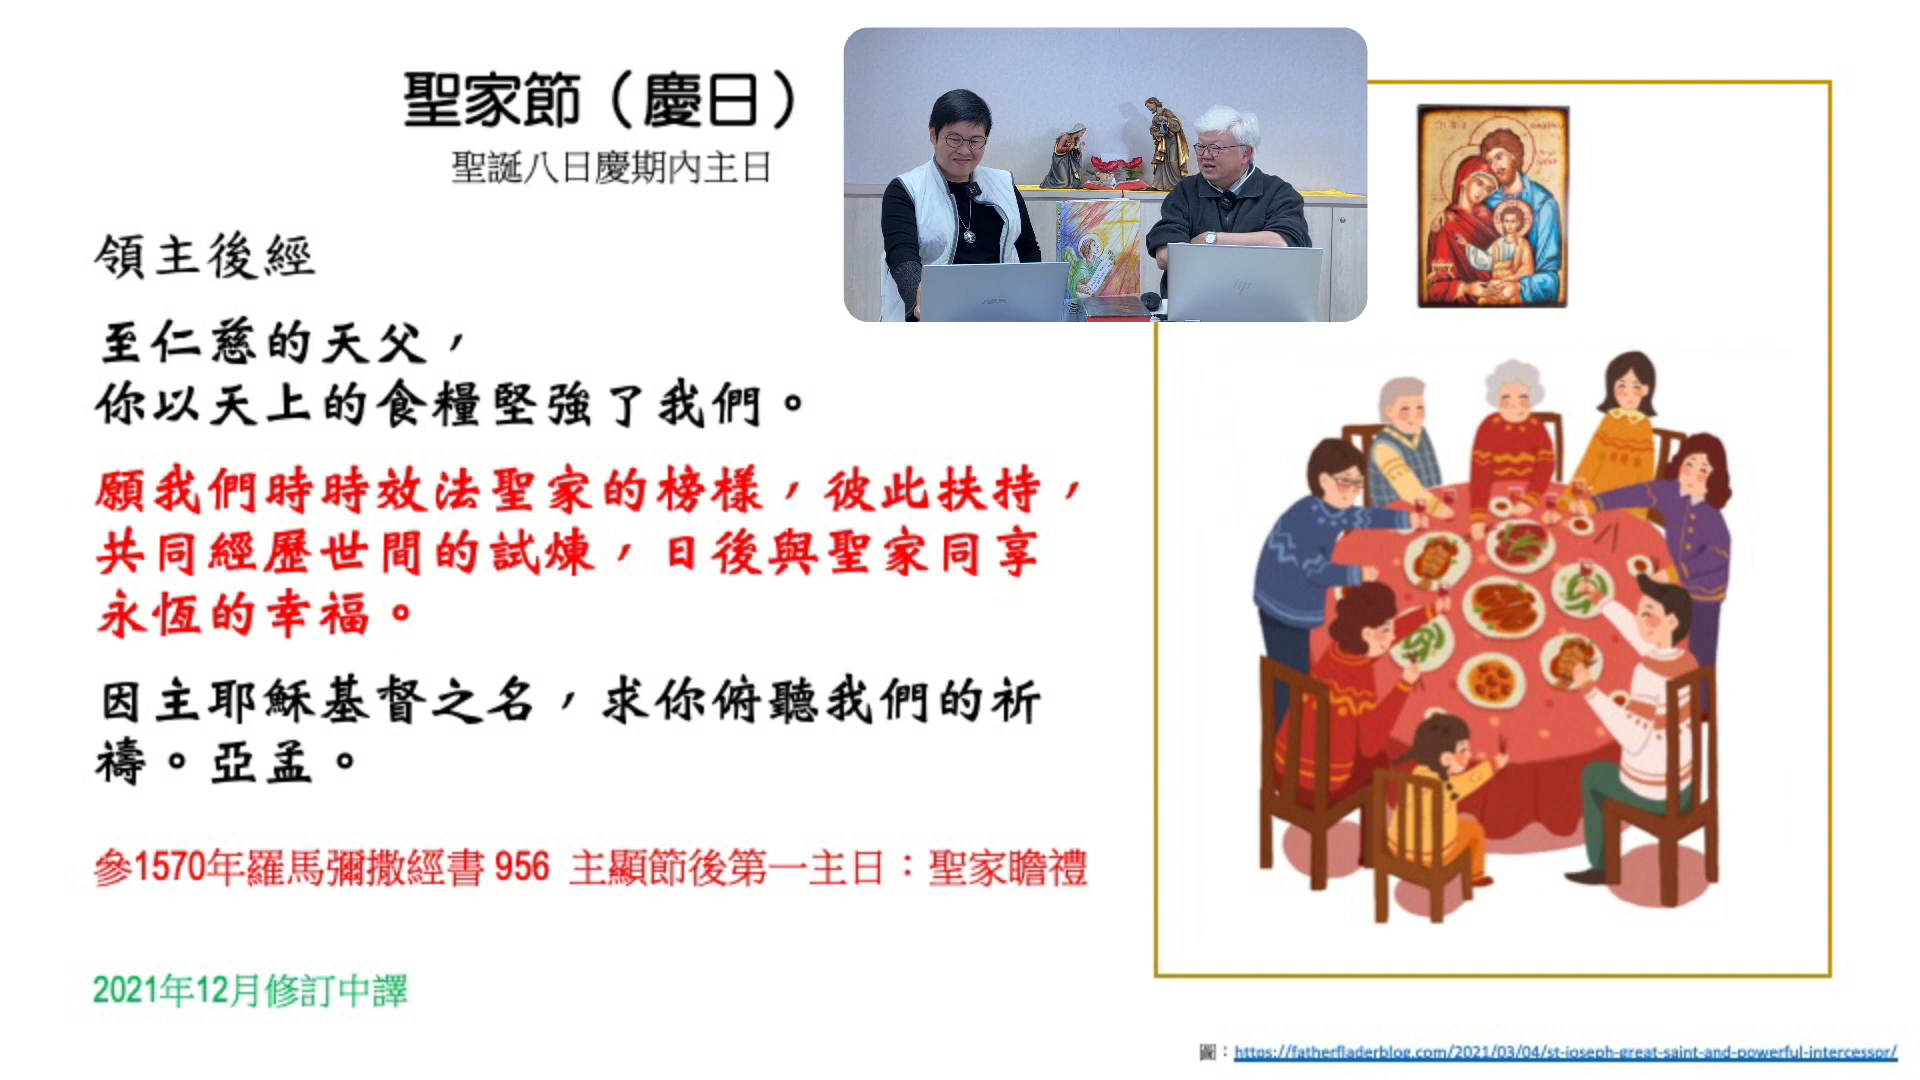 聖家節（慶日）
聖誕八日慶期內主日
領主後經
至仁慈的天父，
你以天上的食糧堅強了我們。
願我們時時效法聖家的榜樣，彼此扶持，
共同經歷世間的試煉，日後與聖家同享
永恆的幸福。
因主耶穌基督之名，求你俯聽我們的祈
禱。亞孟。
參1570年羅馬彌撒經書 956 主顯節後第一主日：聖家瞻禮
2021年12月修訂中譯
圖：https://fatherfladerblog.com/2021/03/04/st-joseph-great-saint-and-powerful-intercessor/